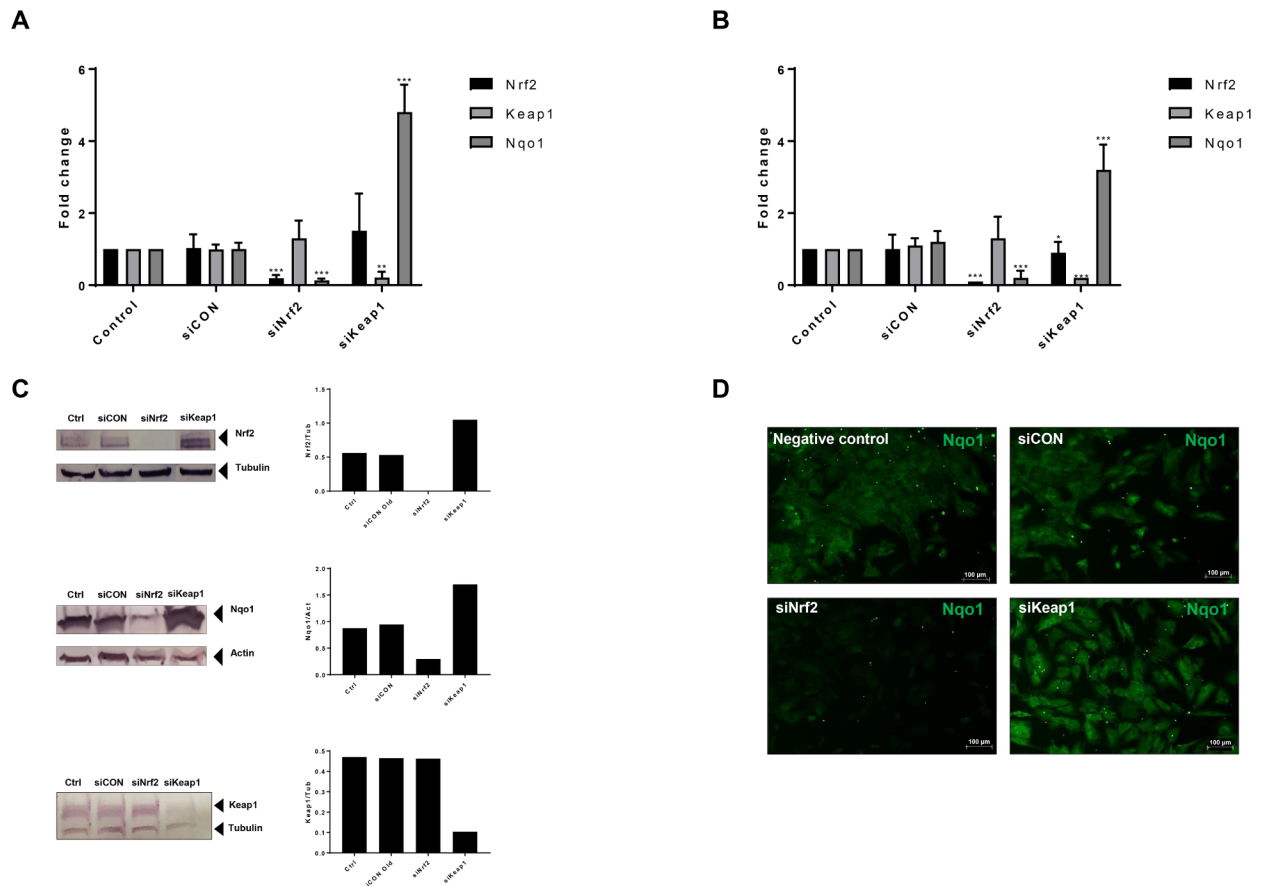 A
6
4
2
0
Fold change
***
***
***
**
Nrf2
Keap1
Nqo1
Control
siCON
siNrf2
siKeap1
B
6
4
2
0
Fold change
***
***
***
*
***
Nrf2
Keap1
Nqo1
Control
siCON
siNrf2
siKeap1
C
Ctrl siCON siNrf2 siKeap1
Nrf2
Tubulin
1.5
1.0
0.5
0.0
Nrf2/Tub
Ctrl
siCON Old
siNrf2
siKeap1
Ctrl siCON siNrf2 siKeap1
Nqo1
Actin
2.0
1.5
1.0
0.5
0.0
Nqo1/Act
Ctrl
siCON
siNrf2
siKeap1
Ctrl siCON siNrf2 siKeap1
Keap1
Tubulin
0.5
0.4
0.3
0.2
0.1
0.0
Keap1/Tub
Ctrl
siCON Old
siNrf2
siKeap1
D
Negative control Nqo1
100 µm
siCON Nqo1
100 µm
siNrf2 Nqo1
100 µm
siKeap1 Nqo1
100 µm